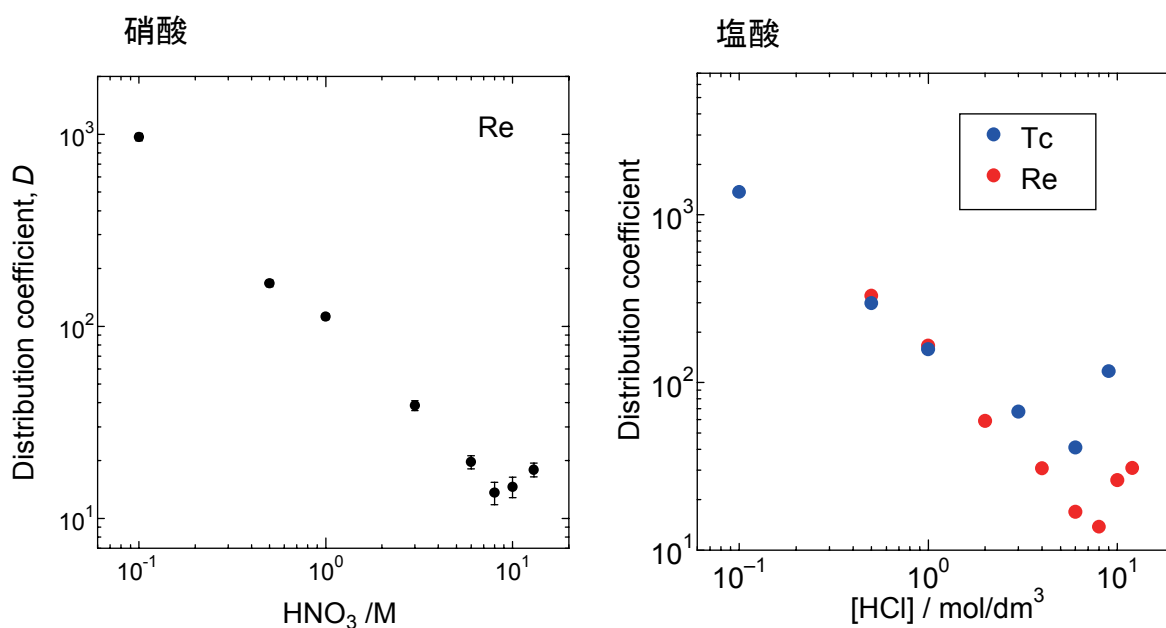 硝酸
Distribution coefficient, D
10³
10²
10¹
Re
10⁻¹
10⁰
10¹
HNO₃ /M
塩酸
Distribution coefficient
10³
10²
10¹
Tc
Re
10⁻¹
10⁰
10¹
[HCl] / mol/dm³